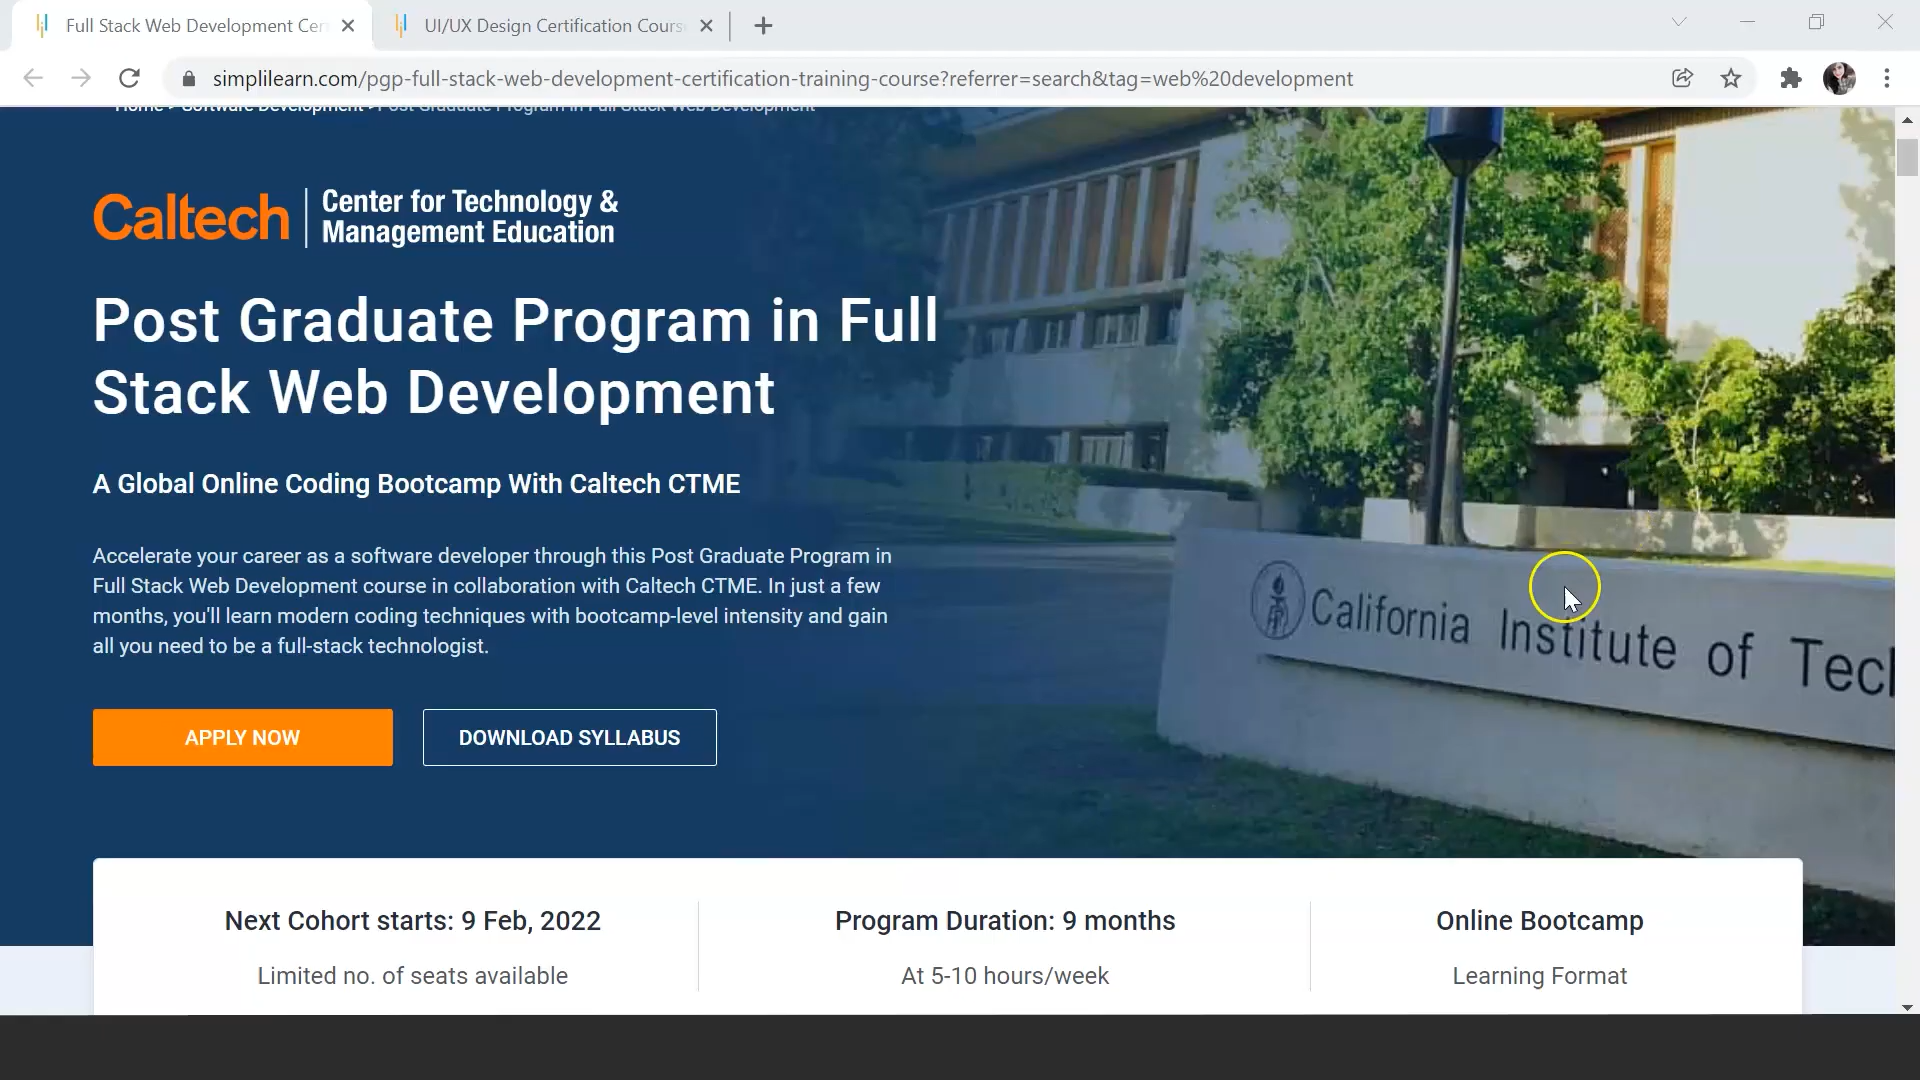 Full Stack Web Development Cer
UI/UX Design Certification Cours
simplilearn.com/pgp-full-stack-web-development-certification-training-course?referrer=search&tag=web%20development
Home > Software Development > Post Graduate Program in Full Stack Web Development
Caltech
Center for Technology &
Management Education
Post Graduate Program in Full
Stack Web Development
A Global Online Coding Bootcamp With Caltech CTME
Accelerate your career as a software developer through this Post Graduate Program in
Full Stack Web Development course in collaboration with Caltech CTME. In just a few
months, you'll learn modern coding techniques with bootcamp-level intensity and gain
all you need to be a full-stack technologist.
California Institute of Tec
APPLY NOW
DOWNLOAD SYLLABUS
Next Cohort starts: 9 Feb, 2022
Limited no. of seats available
Program Duration: 9 months
At 5-10 hours/week
Online Bootcamp
Learning Format